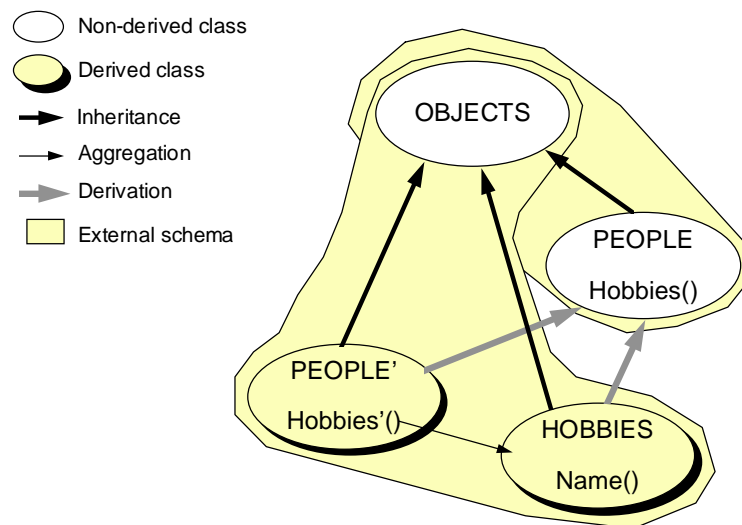 Non-derived class
Derived class
Inheritance
Aggregation
Derivation
External schema
OBJECTS
PEOPLE
Hobbies()
PEOPLE’
Hobbies’()
HOBBIES
Name()